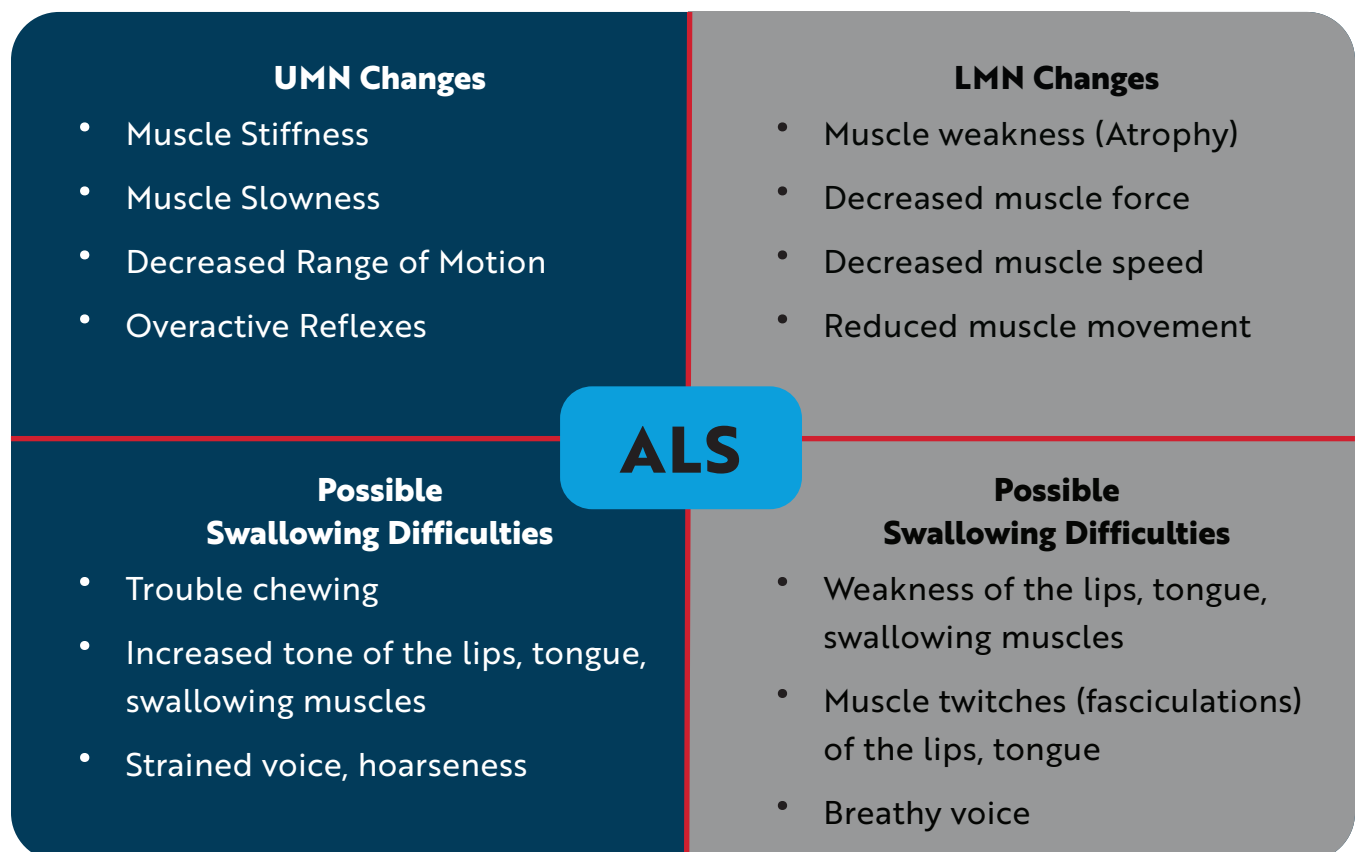 UMN Changes
• Muscle Stiffness
• Muscle Slowness
• Decreased Range of Motion
• Overactive Reflexes
LMN Changes
• Muscle weakness (Atrophy)
• Decreased muscle force
• Decreased muscle speed
• Reduced muscle movement
ALS
Possible
Swallowing Difficulties
• Trouble chewing
• Increased tone of the lips, tongue,
swallowing muscles
• Strained voice, hoarseness
Possible
Swallowing Difficulties
• Weakness of the lips, tongue,
swallowing muscles
• Muscle twitches (fasciculations)
of the lips, tongue
• Breathy voice